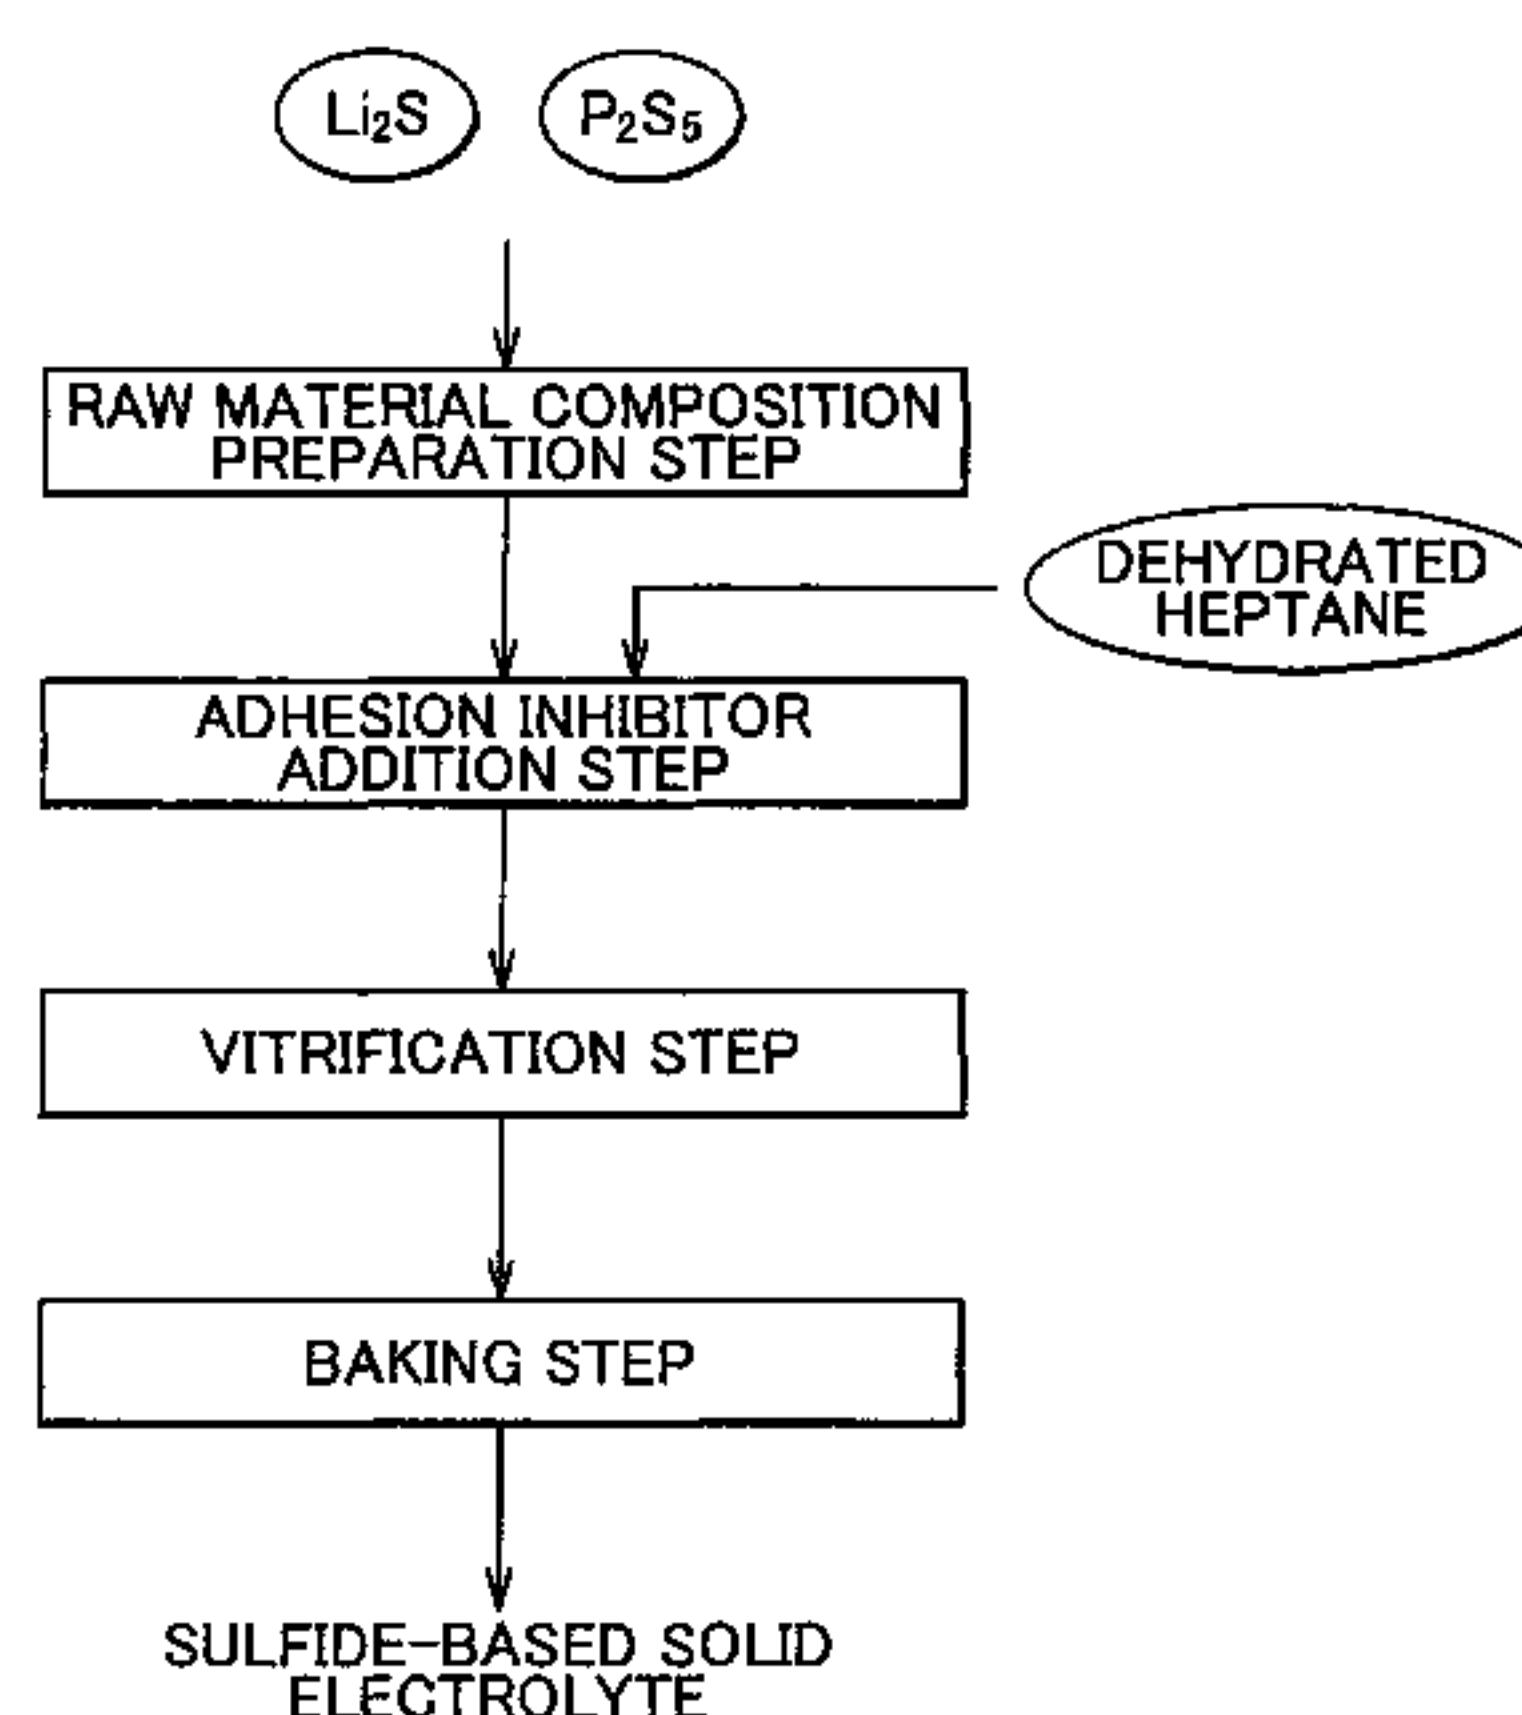 Li₂S
P₂S₅
RAW MATERIAL COMPOSITION
PREPARATION STEP
DEHYDRATED
HEPTANE
ADHESION INHIBITOR
ADDITION STEP
VITRIFICATION STEP
BAKING STEP
SULFIDE-BASED SOLID
ELECTROLYTE